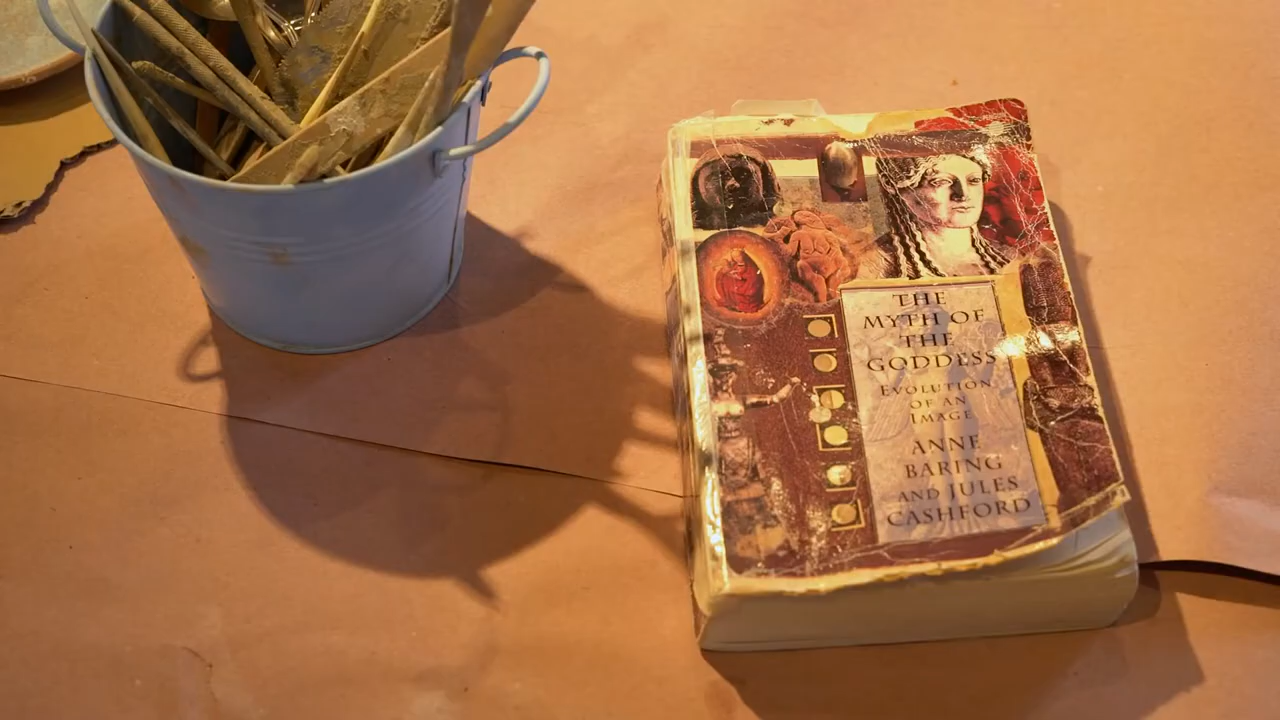 THE
MYTH OF
THE
GODDESS
EVOLUTION
OF AN
IMAGE
ANNE
BARING
AND JULES
CASHFORD